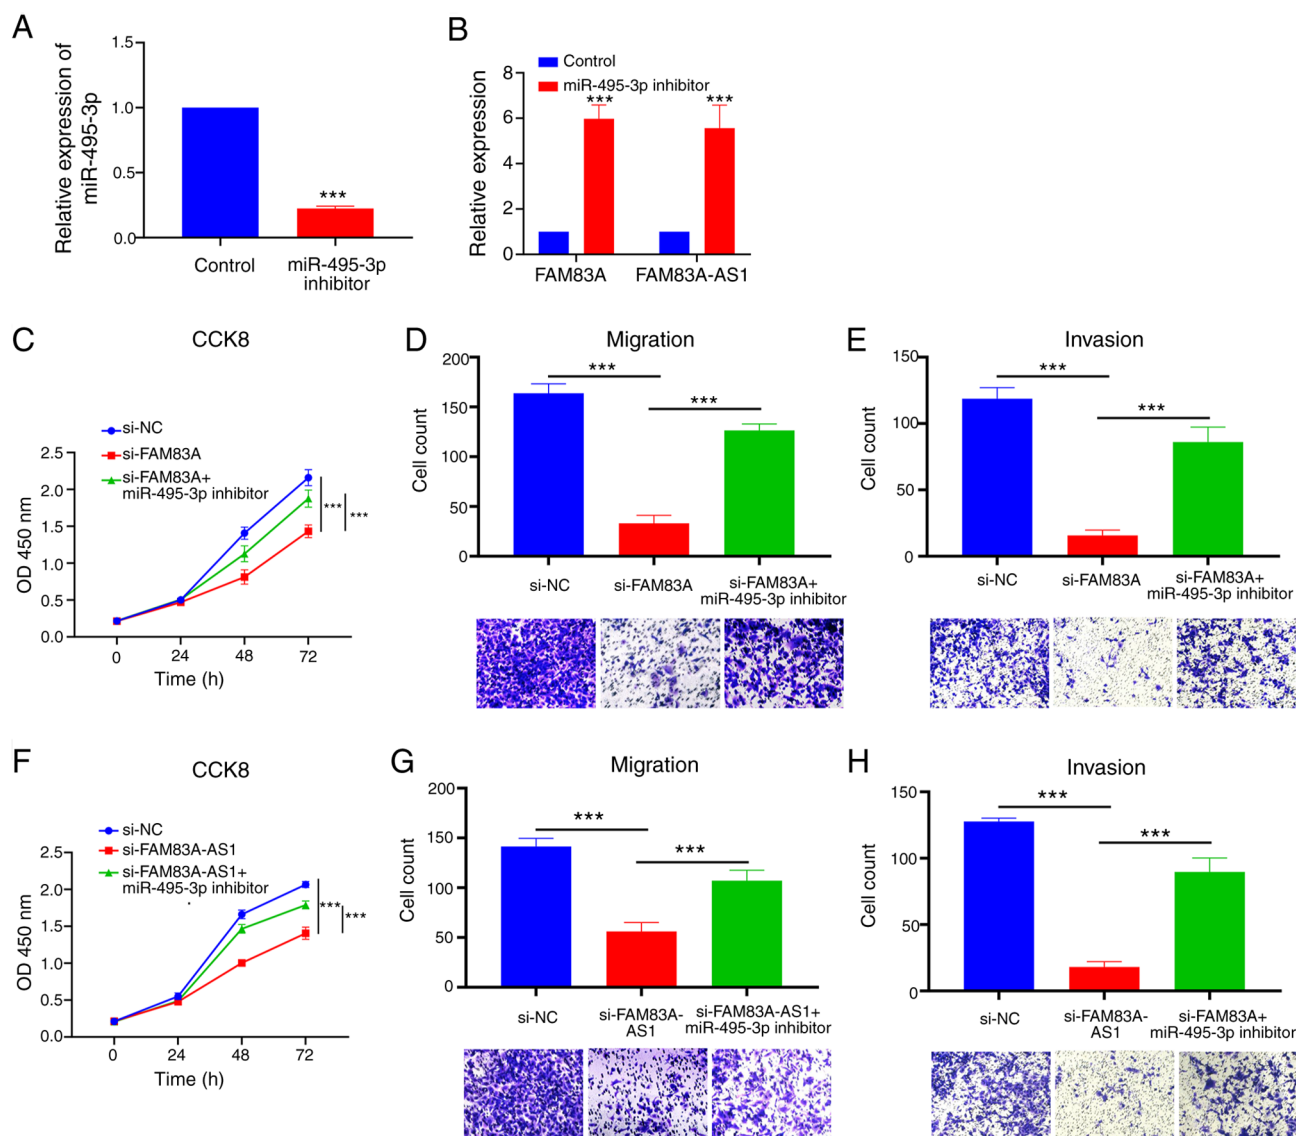 A
Relative expression of
miR-495-3p
1.5
1.0
0.5
0.0
***
Control
miR-495-3p
inhibitor
B
Relative expression
Control
miR-495-3p inhibitor
8
6
4
2
0
***
***
FAM83A
FAM83A-AS1
C
CCK8
si-NC
si-FAM83A
si-FAM83A+
miR-495-3p inhibitor
OD 450 nm
2.5
2.0
1.5
1.0
0.5
0.0
***
***
0
24
48
72
Time (h)
D
Migration
Cell count
200
150
100
50
0
***
***
si-NC
si-FAM83A
si-FAM83A+
miR-495-3p inhibitor
E
Invasion
Cell count
150
100
50
0
***
***
si-NC
si-FAM83A
si-FAM83A+
miR-495-3p inhibitor
F
CCK8
si-NC
si-FAM83A-AS1
si-FAM83A-AS1+
miR-495-3p inhibitor
OD 450 nm
2.5
2.0
1.5
1.0
0.5
0.0
***
***
0
24
48
72
Time (h)
G
Migration
Cell count
200
150
100
50
0
***
***
si-NC
si-FAM83A-
AS1
si-FAM83A-AS1+
miR-495-3p inhibitor
H
Invasion
Cell count
150
100
50
0
***
***
si-NC
si-FAM83A-
AS1
si-FAM83A+
miR-495-3p inhibitor